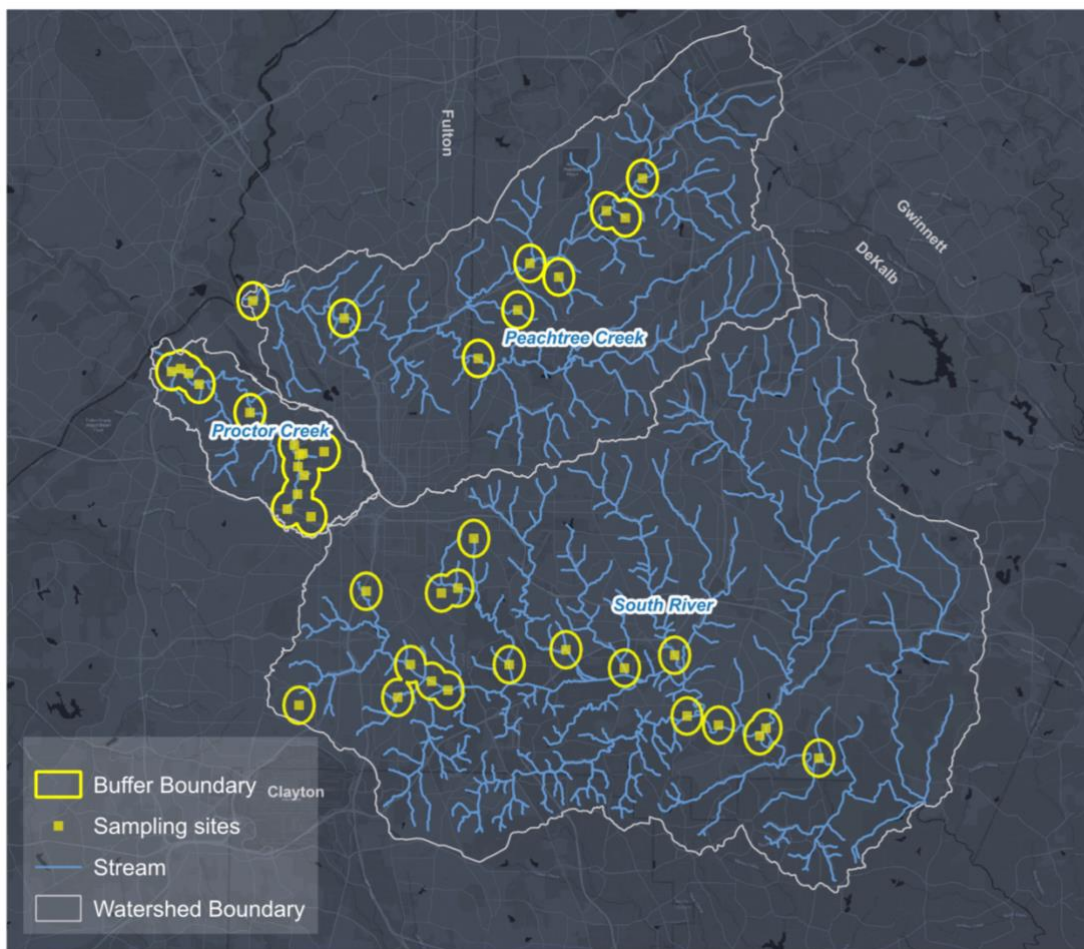 Fulton
Gwinnett
DeKalb
Peachtree Creek
Proctor Creek
South River
Clayton
Buffer Boundary
Sampling sites
Stream
Watershed Boundary